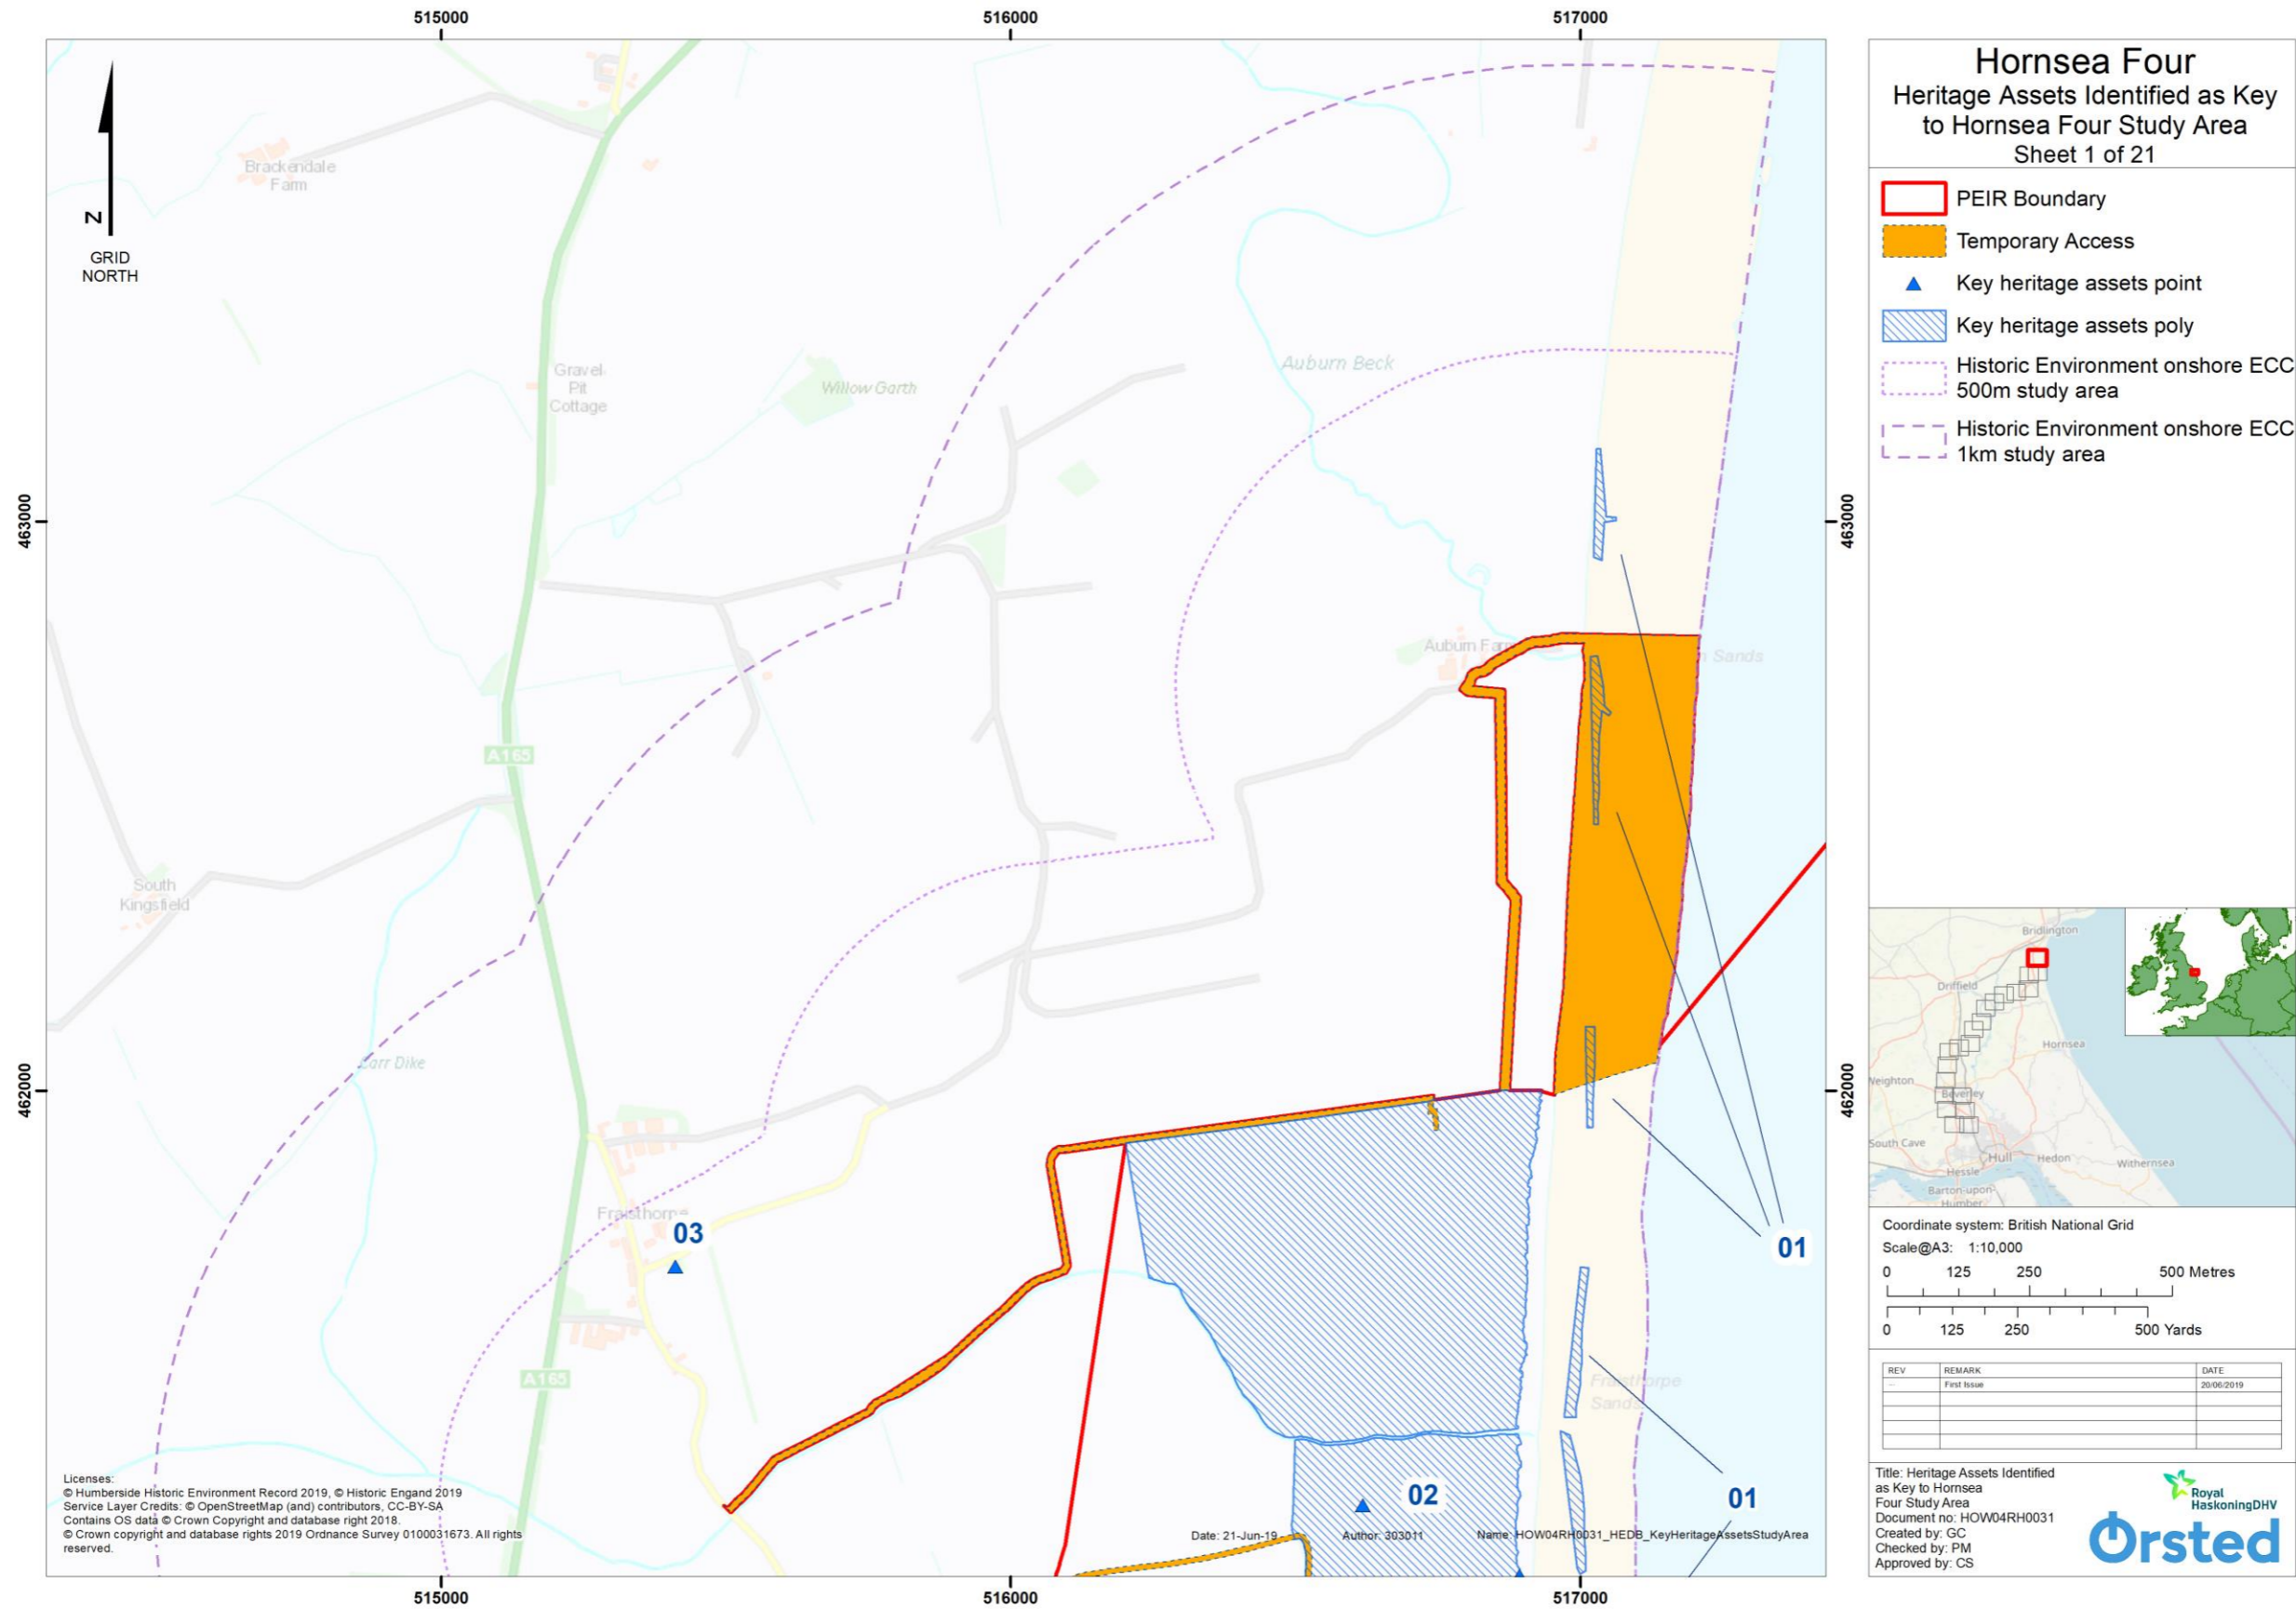 515000
516000
517000
Hornsea Four
Heritage Assets Identified as Key
to Hornsea Four Study Area
Sheet 1 of 21
PEIR Boundary
Temporary Access
Key heritage assets point
Key heritage assets poly
Historic Environment onshore ECC
500m study area
Historic Environment onshore ECC
1km study area
N
GRID
NORTH
Brackendale
Farm
Gravel
Pit
Cottage
Willow Garth
Auburn Beck
463000
463000
Auburn Far
Sands
A165
South
Kingsfield
Carr Dike
462000
462000
Fraisthorpe
03
01
A165
Fraisthorpe
Sands
02
01
Licenses:
© Humberside Historic Environment Record 2019, © Historic Engand 2019
Service Layer Credits: © OpenStreetMap (and) contributors, CC-BY-SA
Contains OS data © Crown Copyright and database right 2018.
© Crown copyright and database rights 2019 Ordnance Survey 0100031673. All rights
reserved.
Date: 21-Jun-19
Author: 303011
Name: HOW04RH0031_HEDB_KeyHeritageAssetsStudyArea
515000
516000
517000
Bridlington
Driffield
Hornsea
Weighton
Beverley
South Cave
Hull
Hedon
Withernsea
Hessle
Barton-upon-
Humber
Coordinate system: British National Grid
Scale@A3: 1:10,000
0 125 250 500 Metres
0 125 250 500 Yards
REV REMARK DATE
-- First Issue 20/06/2019
Title: Heritage Assets Identified
as Key to Hornsea
Four Study Area
Document no: HOW04RH0031
Created by: GC
Checked by: PM
Approved by: CS
Royal
HaskoningDHV
Orsted